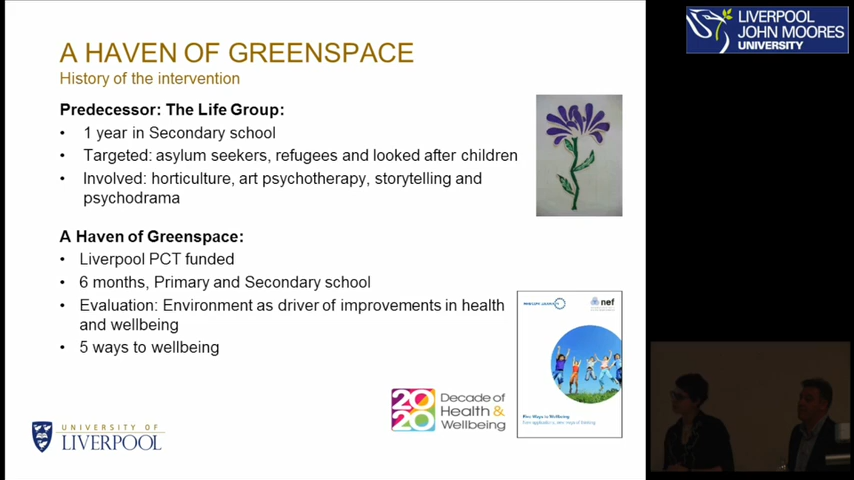 A HAVEN OF GREENSPACE
History of the intervention
Predecessor: The Life Group:
• 1 year in Secondary school
• Targeted: asylum seekers, refugees and looked after children
• Involved: horticulture, art psychotherapy, storytelling and
psychodrama
A Haven of Greenspace:
• Liverpool PCT funded
• 6 months, Primary and Secondary school
• Evaluation: Environment as driver of improvements in health
and wellbeing
• 5 ways to wellbeing
UNIVERSITY OF
LIVERPOOL
2020
Decade of
Health &
Wellbeing
nef
Five Ways to Wellbeing
LIVERPOOL
JOHN MOORES
UNIVERSITY